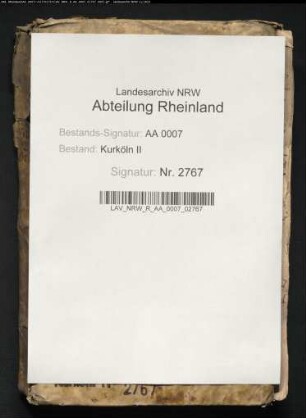 Landesarchiv NRW
Abteilung Rheinland
Bestands-Signatur: AA 0007
Bestand: Kurköln II
Signatur: Nr. 2767
LAV_NRW_R_AA_0007_02767
2767